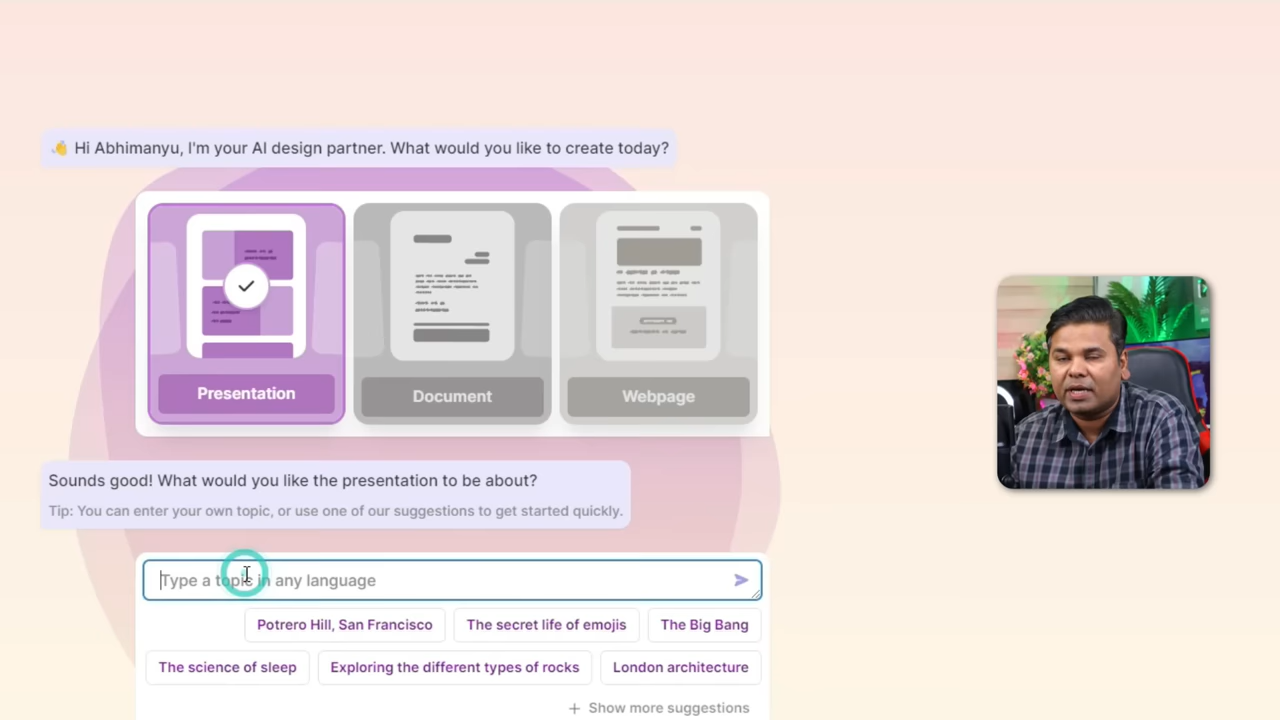 👋 Hi Abhimanyu, I'm your AI design partner. What would you like to create today?
Presentation
Document
Webpage
Sounds good! What would you like the presentation to be about?
Tip: You can enter your own topic, or use one of our suggestions to get started quickly.
Type a topic in any language
Potrero Hill, San Francisco
The secret life of emojis
The Big Bang
The science of sleep
Exploring the different types of rocks
London architecture
+ Show more suggestions